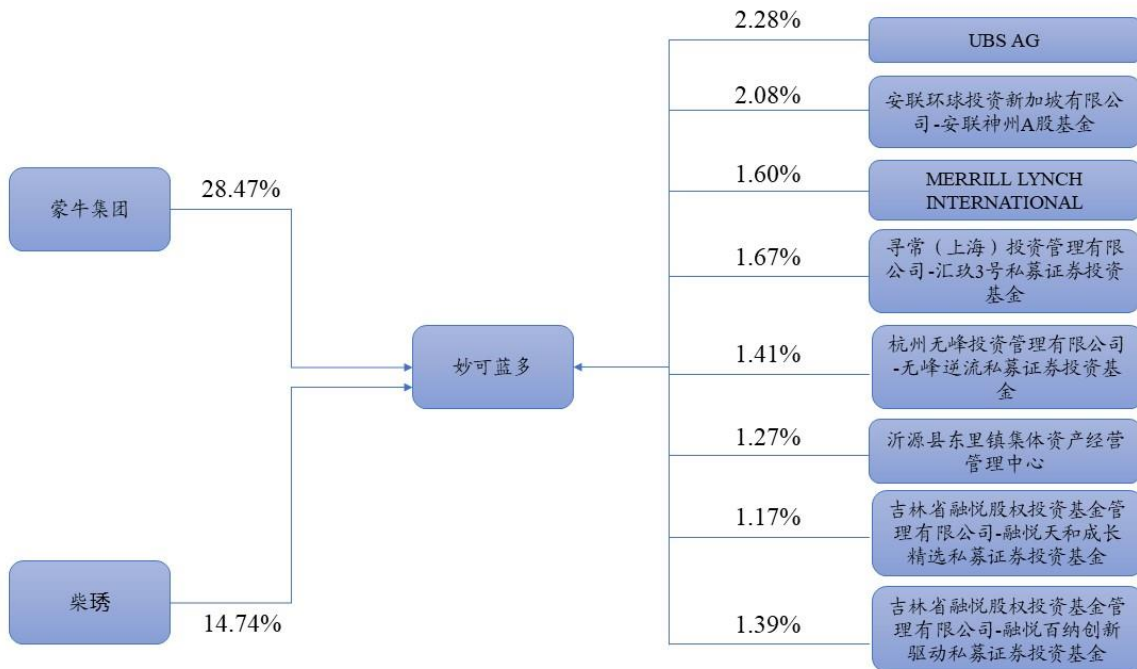 2.28%
UBS AG
2.08%
安联环球投资新加坡有限公
司-安联神州A股基金
1.60%
MERRILL LYNCH
INTERNATIONAL
蒙牛集团
28.47%
1.67%
寻常（上海）投资管理有限
公司-汇玖3号私募证券投资
基金
妙可蓝多
1.41%
杭州无峰投资管理有限公司
-无峰逆流私募证券投资基
金
1.27%
沂源县东里镇集体资产经营
管理中心
1.17%
吉林省融悦股权投资基金管
理有限公司-融悦天和成长
精选私募证券投资基金
柴琇
14.74%
1.39%
吉林省融悦股权投资基金管
理有限公司-融悦百纳创新
驱动私募证券投资基金